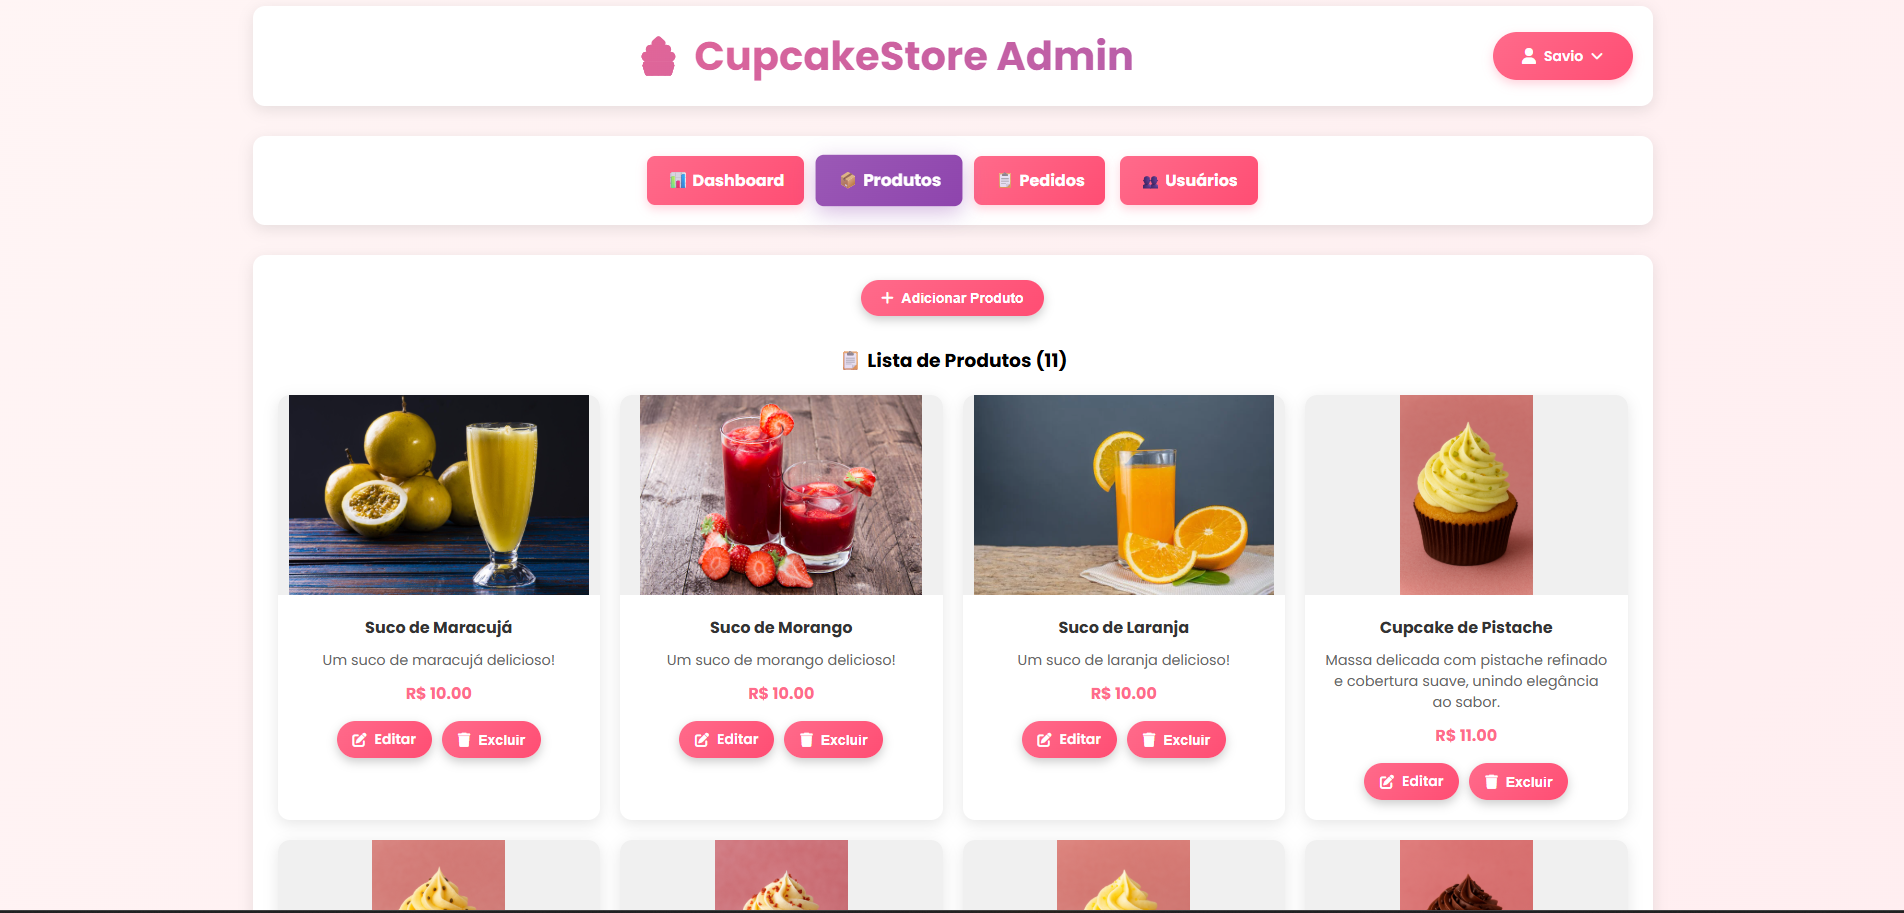 CupcakeStore Admin
Savio
Dashboard
Produtos
Pedidos
Usuários
Adicionar Produto
Lista de Produtos (11)
Suco de Maracujá
Um suco de maracujá delicioso!
R$ 10.00
Editar
Excluir
Suco de Morango
Um suco de morango delicioso!
R$ 10.00
Editar
Excluir
Suco de Laranja
Um suco de laranja delicioso!
R$ 10.00
Editar
Excluir
Cupcake de Pistache
Massa delicada com pistache refinado
e cobertura suave, unindo elegância
ao sabor.
R$ 11.00
Editar
Excluir